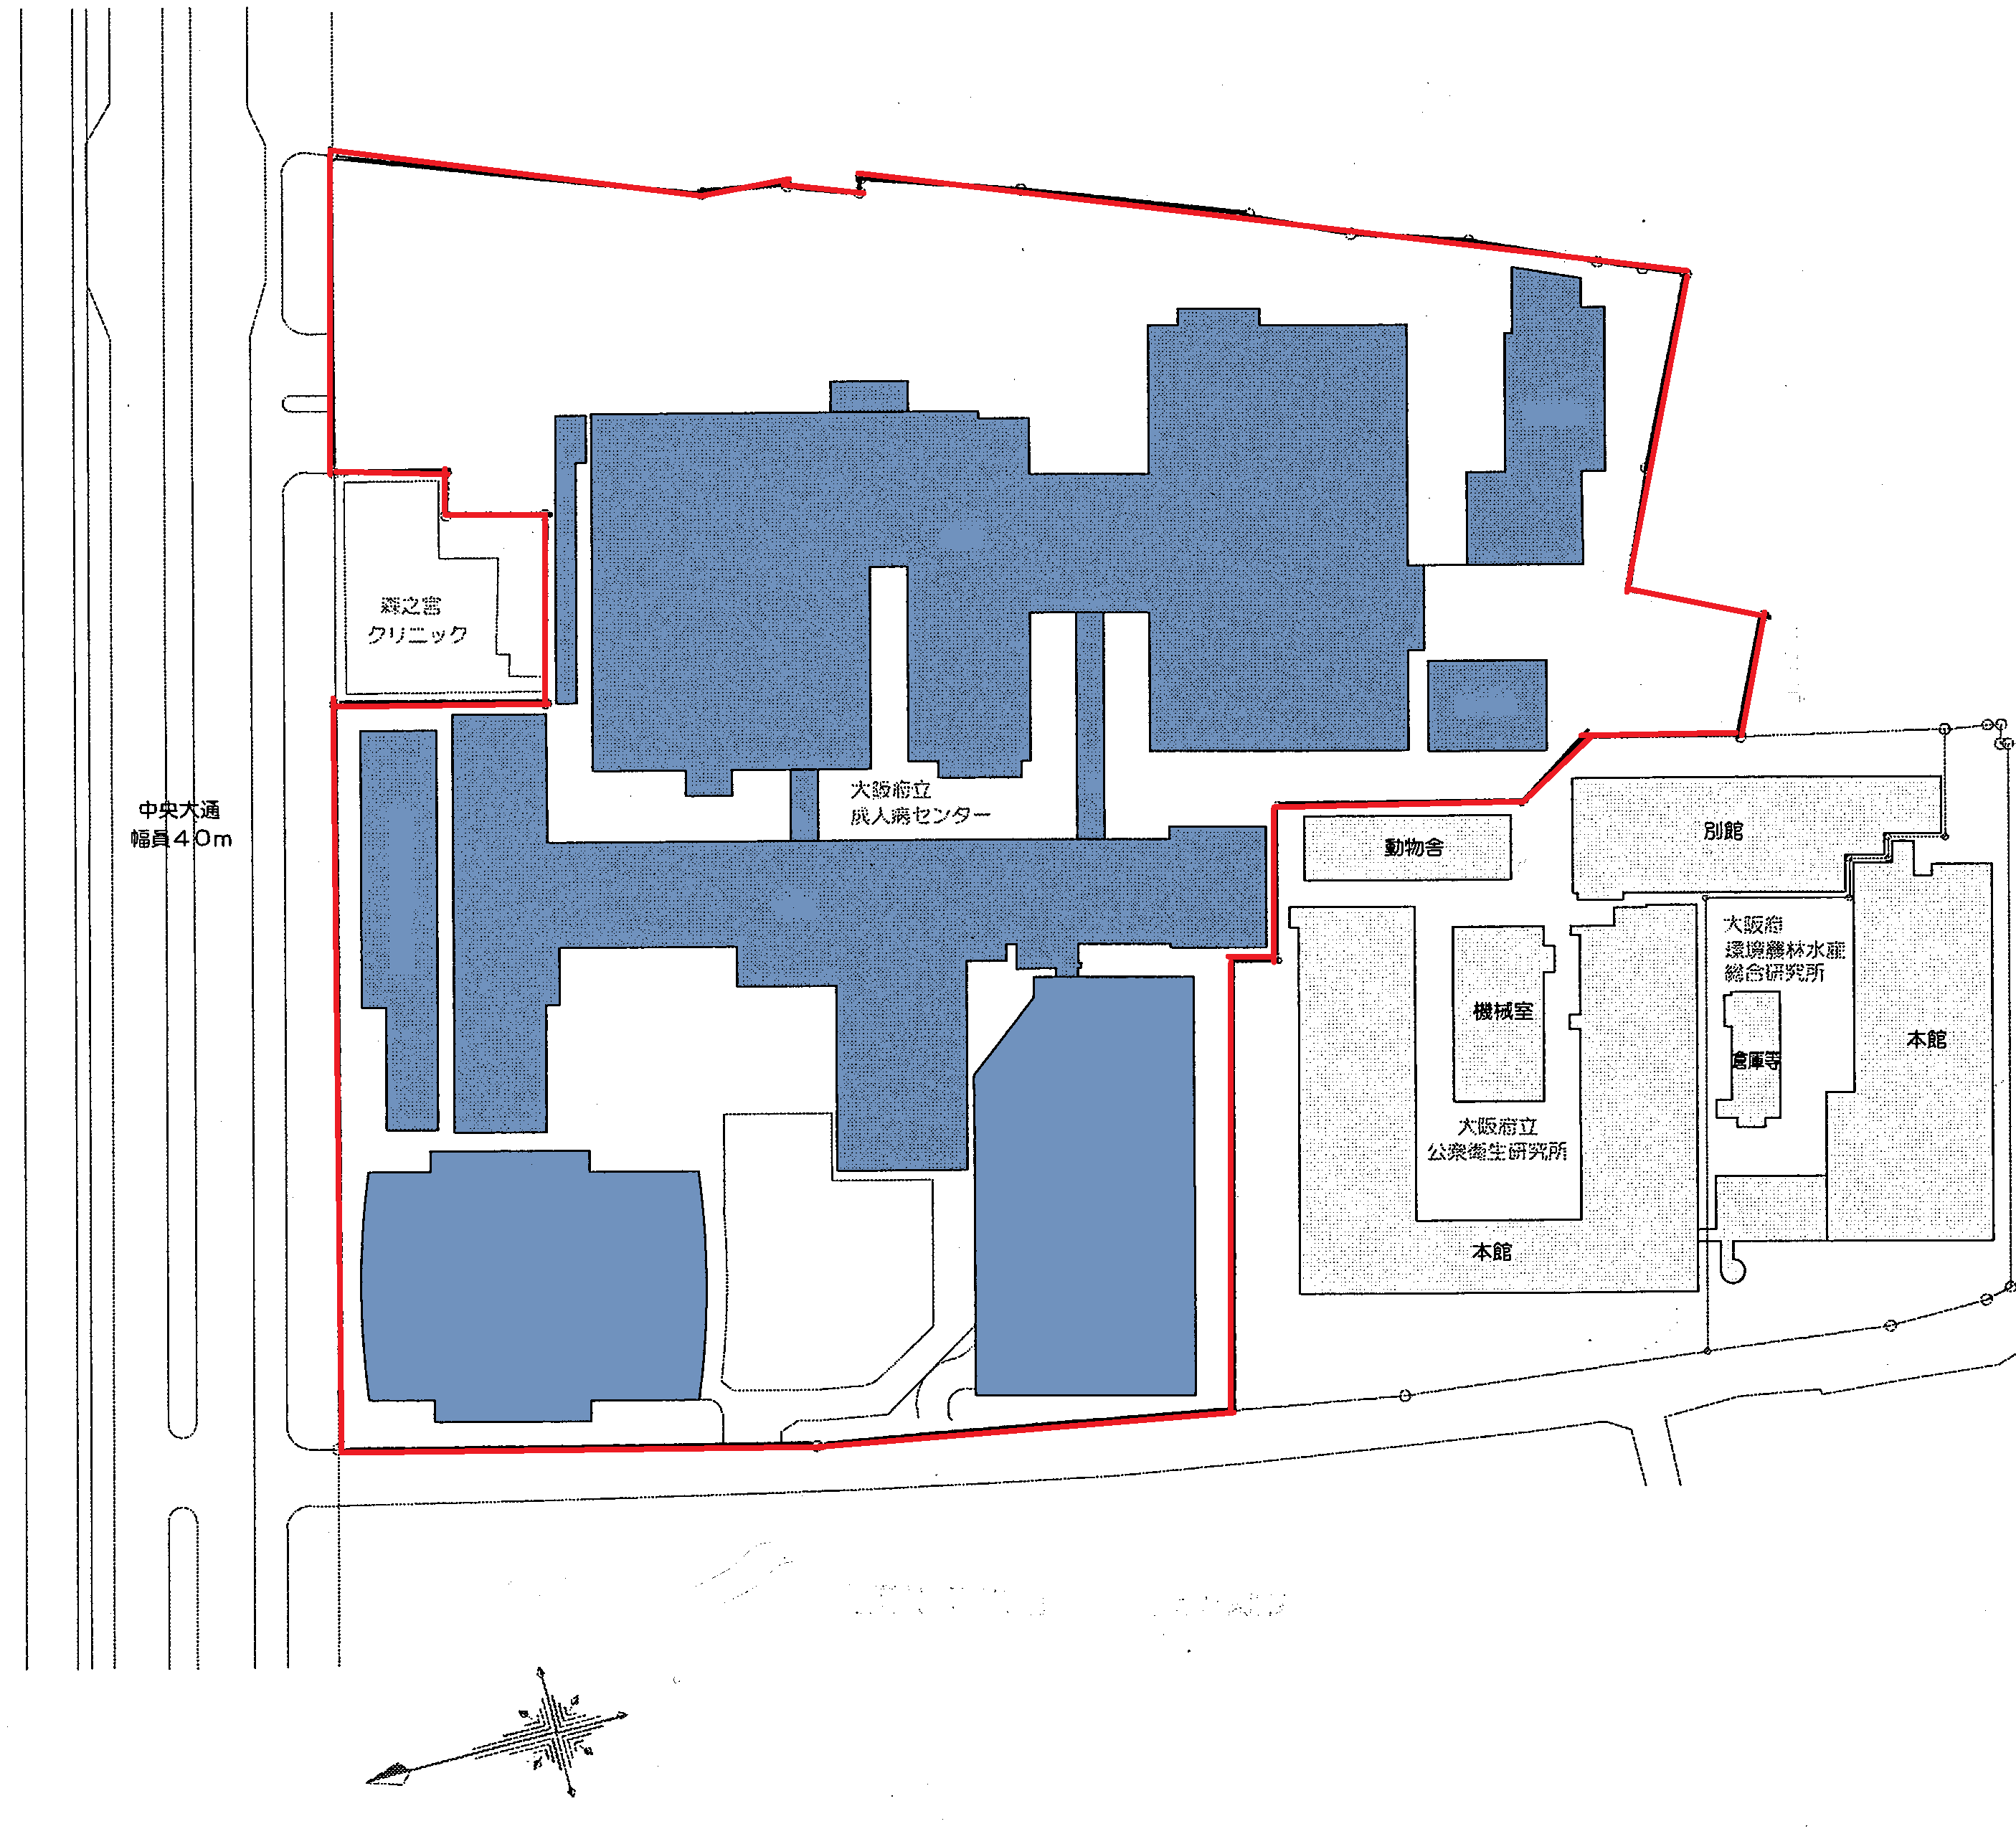 森之宮
クリニック
中央大通
幅員40m
大阪府立
成人病センター
動物舎
別館
大阪府
環境農林水産
総合研究所
機械室
本館
倉庫等
大阪府立
公衆衛生研究所
本館